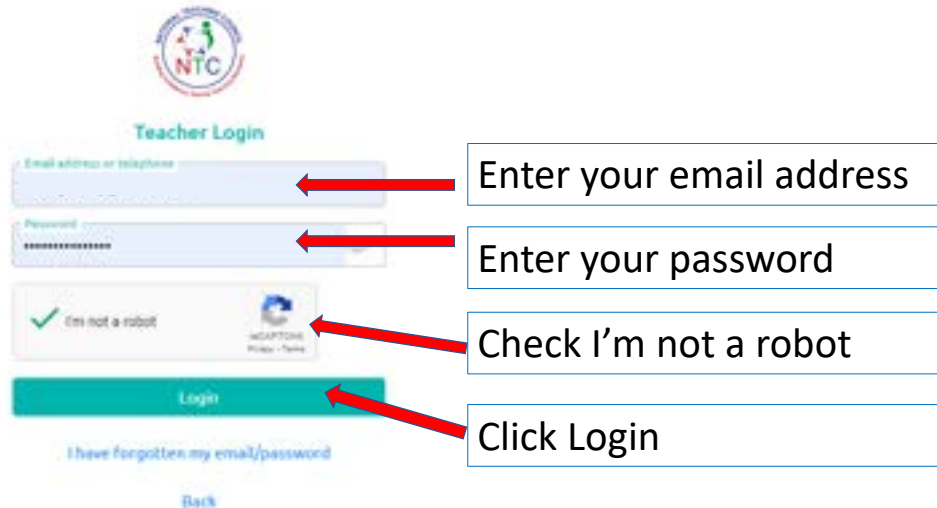 NTC
Teacher Login
Email address or telephone
Enter your email address
Password
Enter your password
I'm not a robot
reCAPTCHA
Privacy - Terms
Check I’m not a robot
Login
Click Login
I have forgotten my email/password
Back